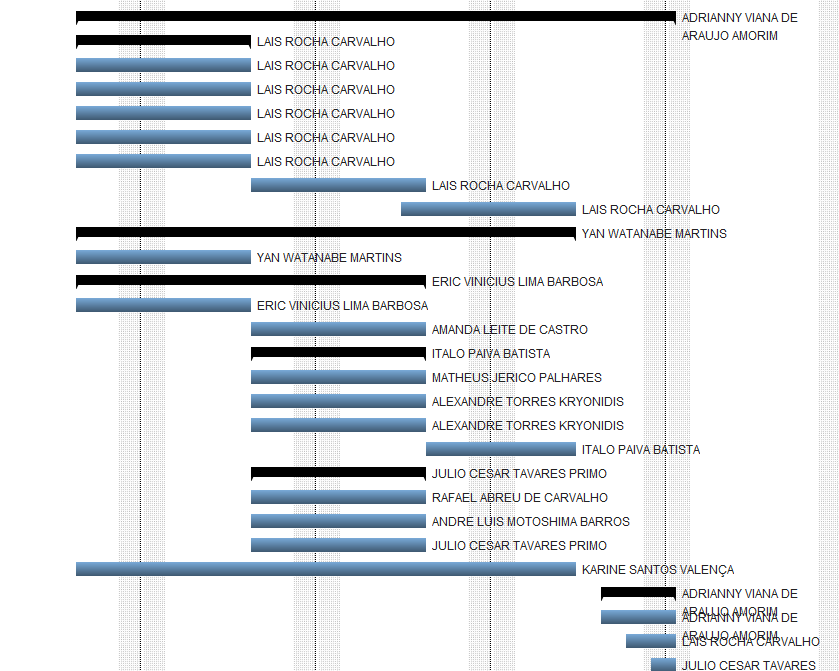 ADRIANNY VIANA DE
ARAUJO AMORIM
LAIS ROCHA CARVALHO
LAIS ROCHA CARVALHO
LAIS ROCHA CARVALHO
LAIS ROCHA CARVALHO
LAIS ROCHA CARVALHO
LAIS ROCHA CARVALHO
LAIS ROCHA CARVALHO
LAIS ROCHA CARVALHO
YAN WATANABE MARTINS
YAN WATANABE MARTINS
ERIC VINICIUS LIMA BARBOSA
ERIC VINICIUS LIMA BARBOSA
AMANDA LEITE DE CASTRO
ITALO PAIVA BATISTA
MATHEUS JERICO PALHARES
ALEXANDRE TORRES KRYONIDIS
ALEXANDRE TORRES KRYONIDIS
ITALO PAIVA BATISTA
JULIO CESAR TAVARES PRIMO
RAFAEL ABREU DE CARVALHO
ANDRE LUIS MOTOSHIMA BARROS
JULIO CESAR TAVARES PRIMO
KARINE SANTOS VALENÇA
ADRIANNY VIANA DE
ARAUJO AMORIM
ADRIANNY VIANA DE
ARAUJO AMORIM
LAIS ROCHA CARVALHO
JULIO CESAR TAVARES